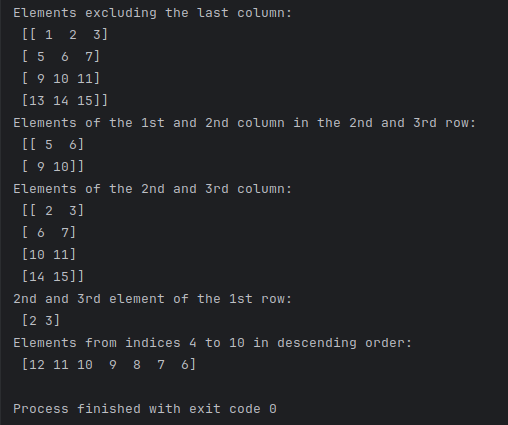 Elements excluding the last column:
 [[ 1  2  3]
 [ 5  6  7]
 [ 9 10 11]
 [13 14 15]]
Elements of the 1st and 2nd column in the 2nd and 3rd row:
 [[ 5  6]
 [ 9 10]]
Elements of the 2nd and 3rd column:
 [[ 2  3]
 [ 6  7]
 [10 11]
 [14 15]]
2nd and 3rd element of the 1st row:
 [2 3]
Elements from indices 4 to 10 in descending order:
 [12 11 10  9  8  7  6]

Process finished with exit code 0